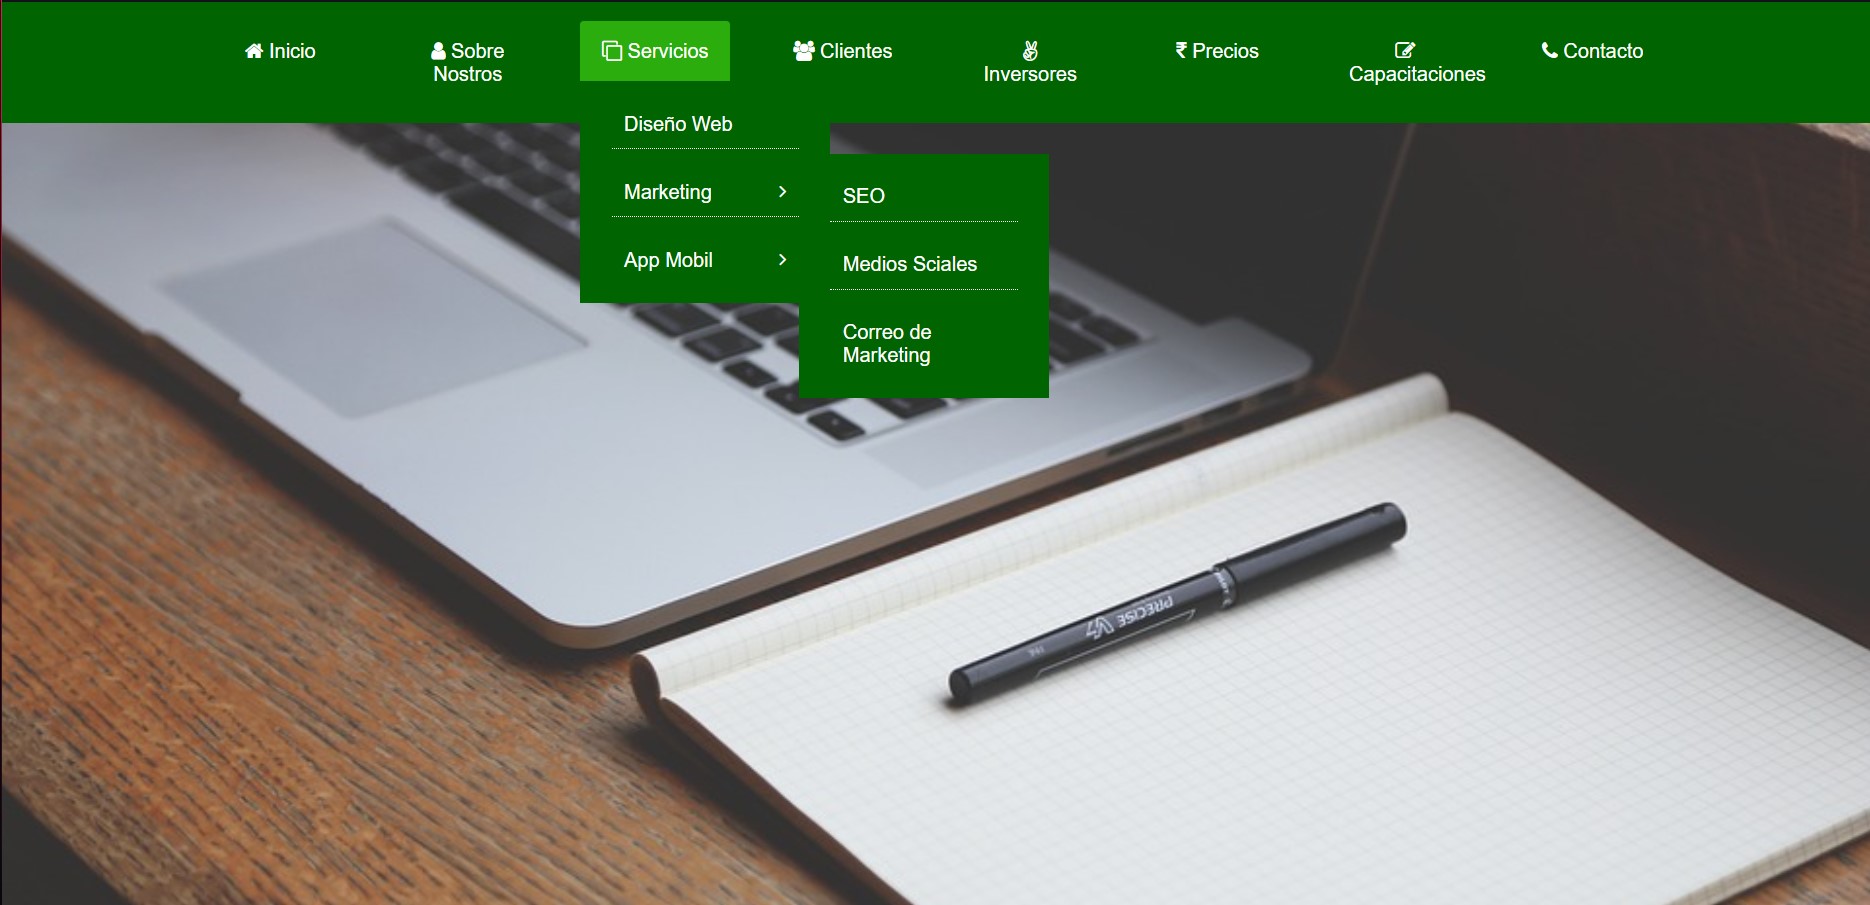 Inicio
Sobre
Nostros
Servicios
Clientes
Inversores
₹ Precios
Capacitaciones
Contacto
Diseño Web
Marketing
App Mobil
SEO
Medios Sciales
Correo de
Marketing
PRECISE V7